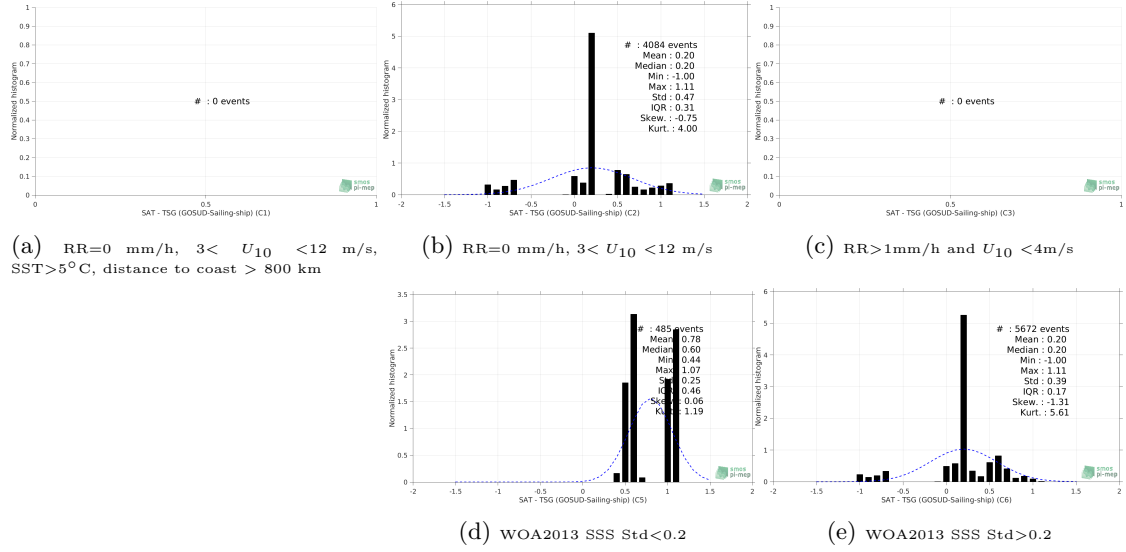 1
0.9
0.8
0.7
0.6
0.5
0.4
0.3
0.2
0.1
0
Normalized histogram
# : 0 events
smos
pi-mep
0 0.5 1
SAT - TSG (GOSUD-Sailing-ship) (C1)
(a) RR=0 mm/h, 3< U10 <12 m/s,
SST>5°C, distance to coast > 800 km
6
5
4
3
2
1
0
Normalized histogram
# : 4084 events
Mean : 0.20
Median : 0.20
Min : -1.00
Max : 1.11
Std : 0.47
IQR : 0.31
Skew. : -0.75
Kurt. : 4.00
smos
pi-mep
-2 -1.5 -1 -0.5 0 0.5 1 1.5 2
SAT - TSG (GOSUD-Sailing-ship) (C2)
(b) RR=0 mm/h, 3< U10 <12 m/s
1
0.9
0.8
0.7
0.6
0.5
0.4
0.3
0.2
0.1
0
Normalized histogram
# : 0 events
smos
pi-mep
0 0.5 1
SAT - TSG (GOSUD-Sailing-ship) (C3)
(c) RR>1mm/h and U10 <4m/s
3.5
3
2.5
2
1.5
1
0.5
0
Normalized histogram
# : 485 events
Mean : 0.78
Median : 0.60
Min : 0.44
Max : 1.07
Std : 0.25
IQR : 0.46
Skew. : 0.06
Kurt. : 1.19
smos
pi-mep
-2 -1.5 -1 -0.5 0 0.5 1 1.5 2
SAT - TSG (GOSUD-Sailing-ship) (C5)
(d) WOA2013 SSS Std<0.2
6
5
4
3
2
1
0
Normalized histogram
# : 5672 events
Mean : 0.20
Median : 0.20
Min : -1.00
Max : 1.11
Std : 0.39
IQR : 0.17
Skew. : -1.31
Kurt. : 5.61
smos
pi-mep
-2 -1.5 -1 -0.5 0 0.5 1 1.5 2
SAT - TSG (GOSUD-Sailing-ship) (C6)
(e) WOA2013 SSS Std>0.2